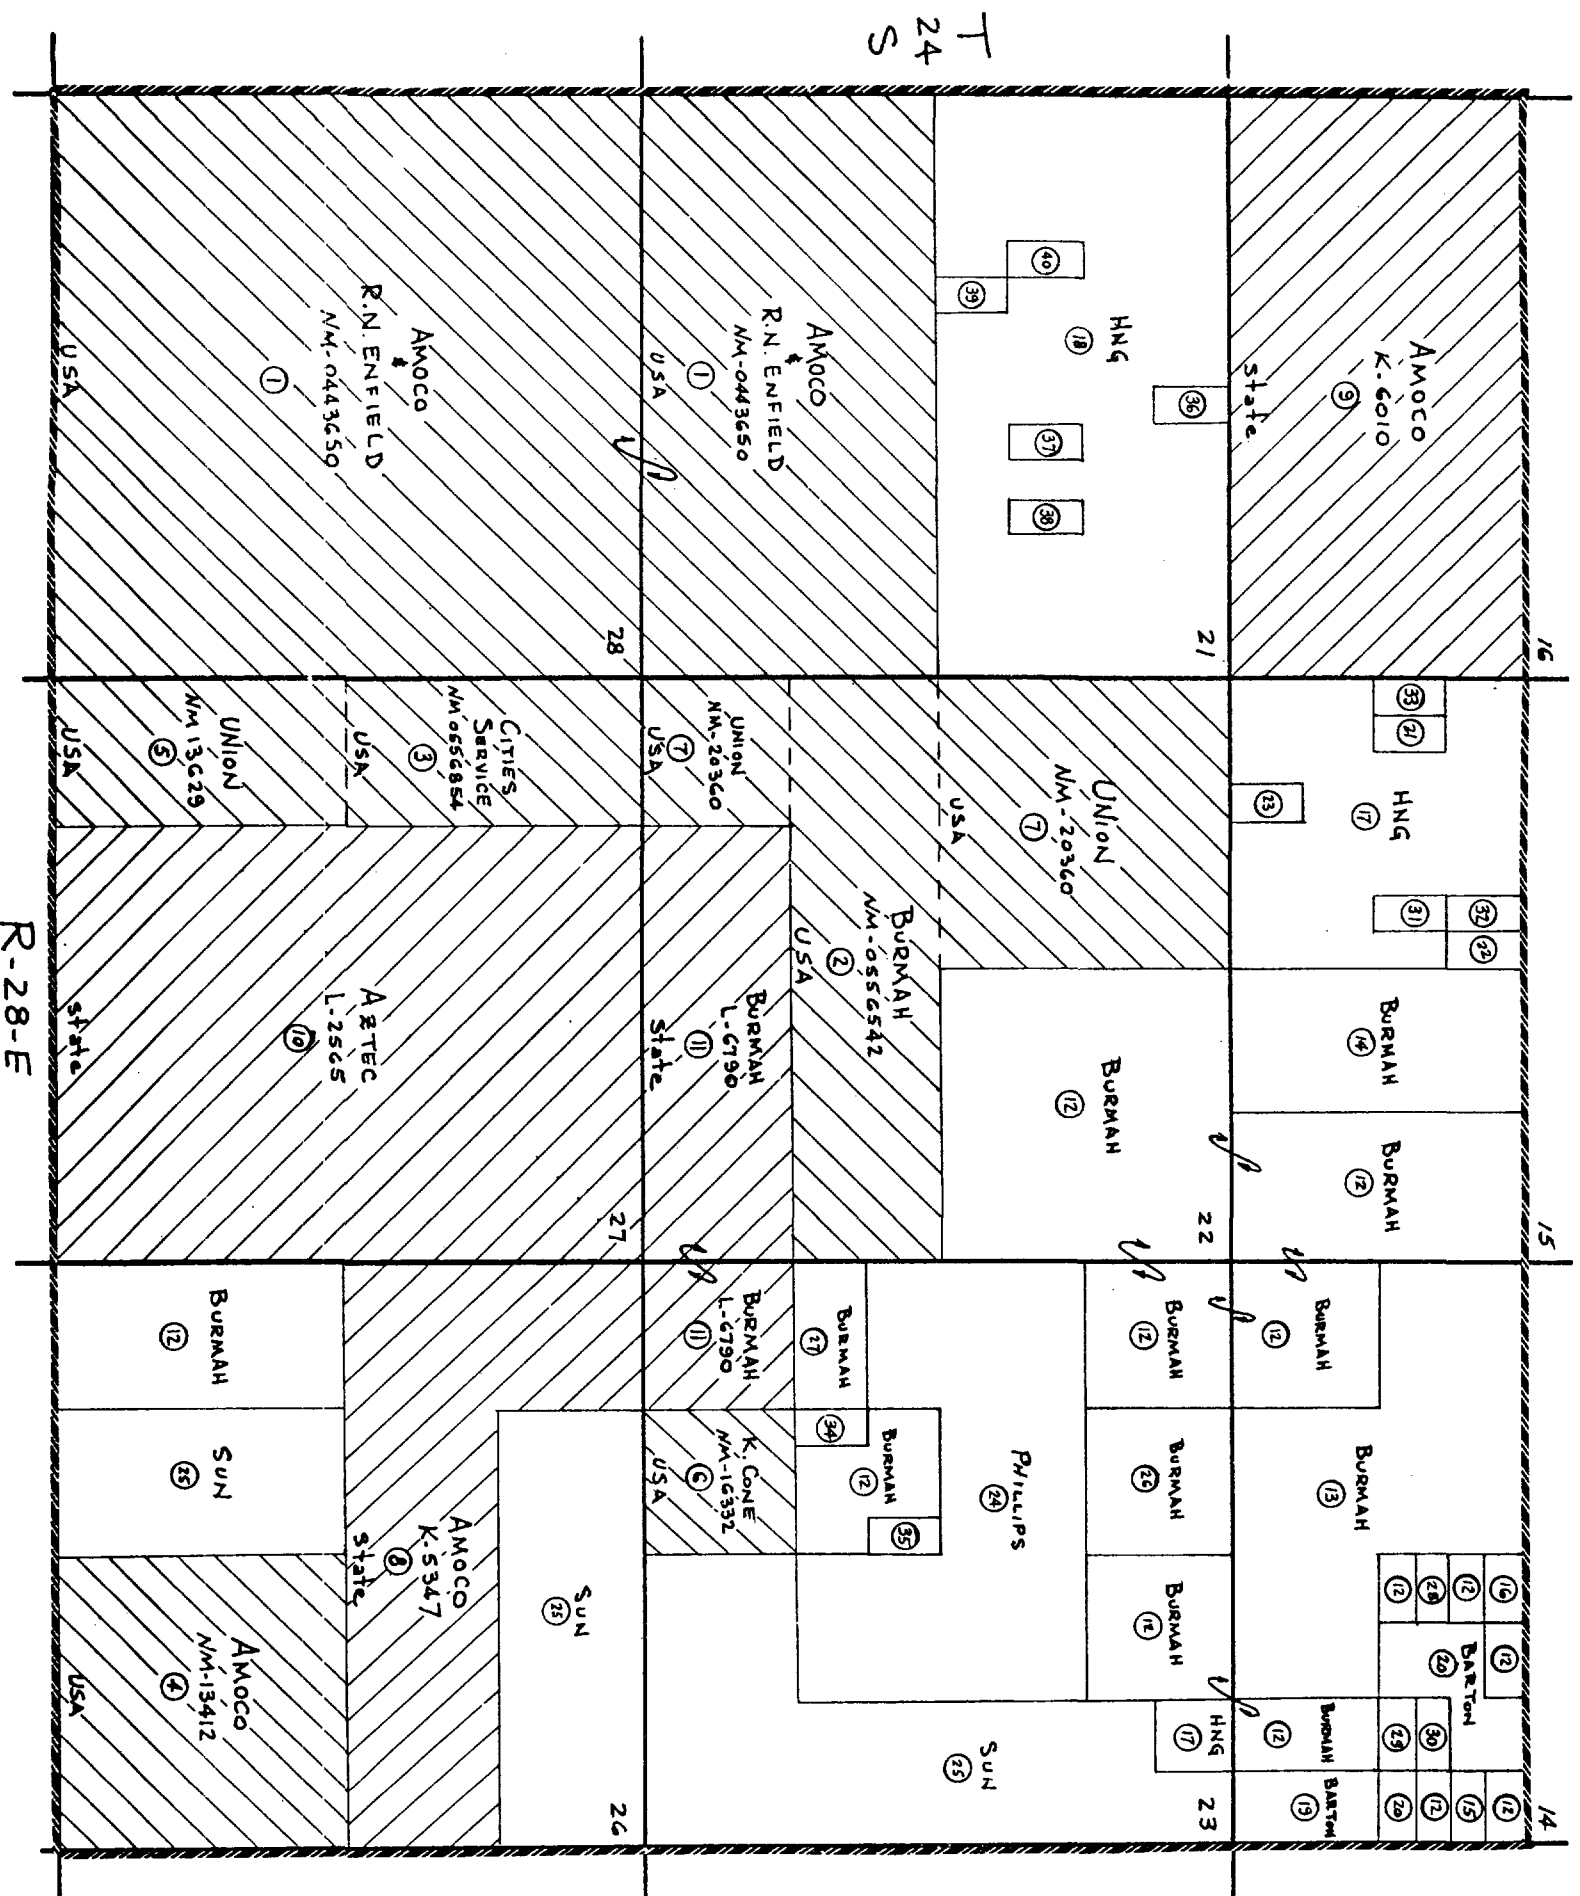 T
24
S
16
AMOCO
K-6010
9
State
HNG
18
40
39
36
37
38
21
AMOCO
&
R.N. ENFIELD
NM-0443650
1
USA
AMOCO
&
R.N. ENFIELD
NM-0443650
1
USA
28
15
33
21
HNG
17
23
32
31
22
BURMAH
14
BURMAH
12
UNION
NM-20360
7
USA
BURMAH
12
22
BURMAH
NM-0556542
2
USA
UNION
NM-20360
7
USA
BURMAH
L-6790
11
State
CITIES
SERVICE
NM0556854
3
USA
UNION
NM 13629
5
USA
AZTEC
L-2565
10
State
27
14
BURMAH
12
BURMAH
13
16
12
28
12
12
BARTON
20
30
29
12
15
12
20
BURMAH
12
BARTON
19
BURMAH
12
BURMAH
26
BURMAH
12
HNG
17
23
PHILLIPS
24
SUN
25
BURMAH
27
34
BURMAH
12
35
BURMAH
L-6790
11
K. CONE
NM-16332
6
USA
SUN
25
26
AMOCO
K-5347
8
State
BURMAH
12
SUN
25
AMOCO
NM-13412
4
USA
R-28-E